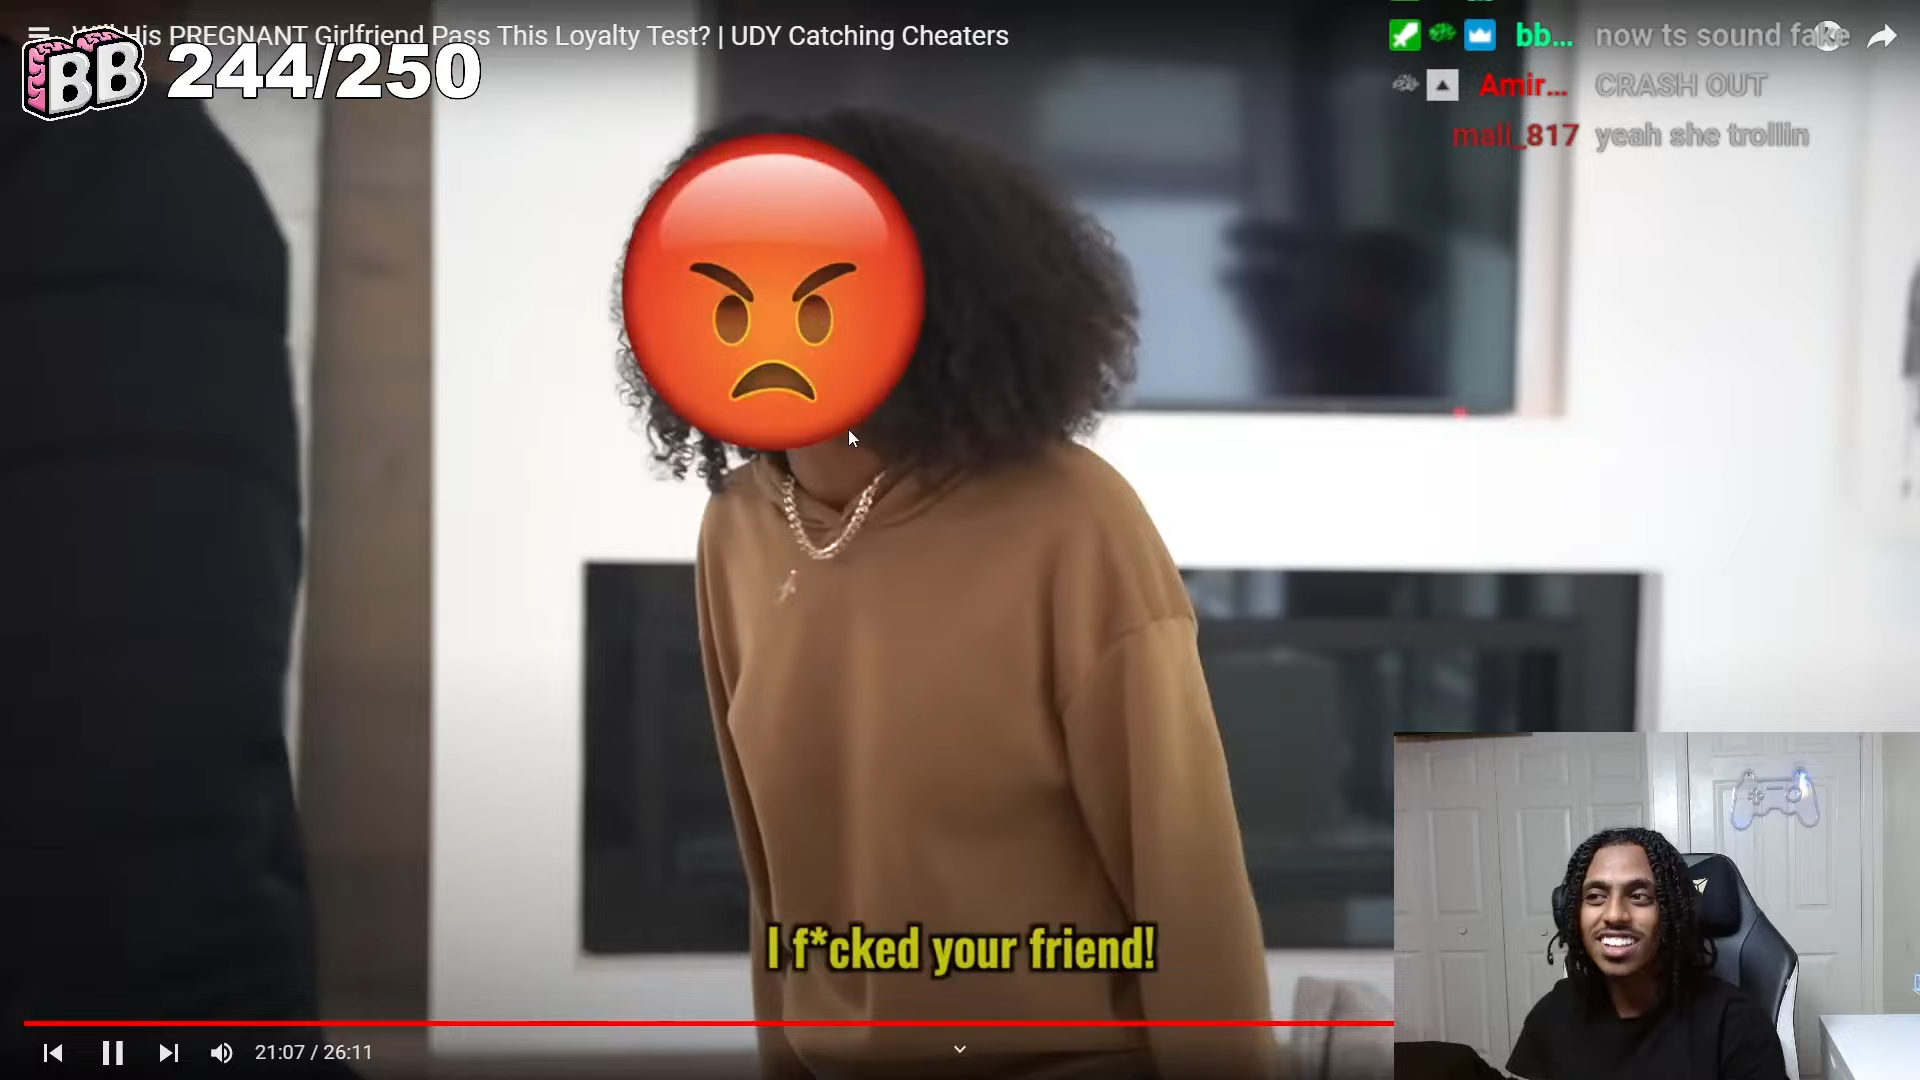 Will His PREGNANT Girlfriend Pass This Loyalty Test? | UDY Catching Cheaters
BB 244/250
bb... now ts sound fake
Amir... CRASH OUT
mali_817 yeah she trollin
I f*cked your friend!
21:07 / 26:11